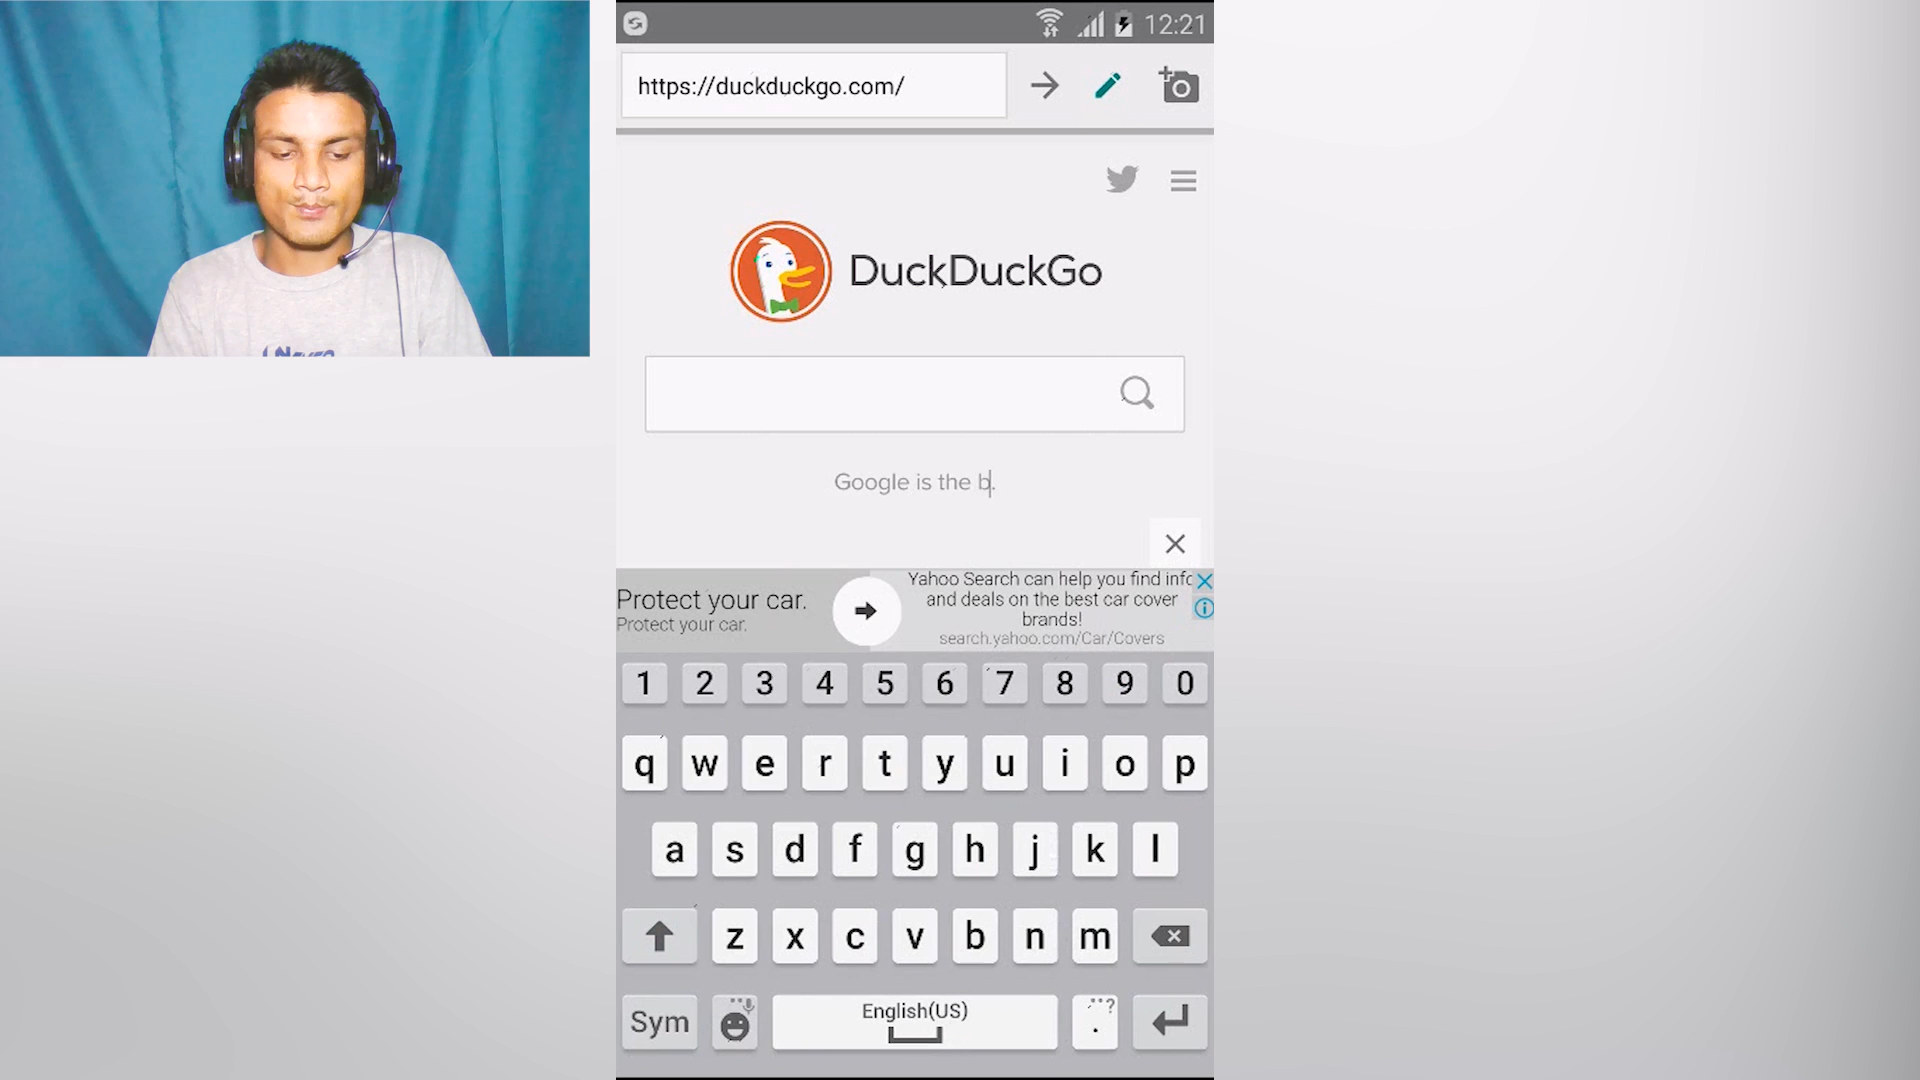 12:21
https://duckduckgo.com/
DuckDuckGo
Google is the b.
Protect your car.
Protect your car.
Yahoo Search can help you find info
and deals on the best car cover
brands!
search.yahoo.com/Car/Covers
1 2 3 4 5 6 7 8 9 0
q w e r t y u i o p
a s d f g h j k l
z x c v b n m
Sym
English(US)
. ?